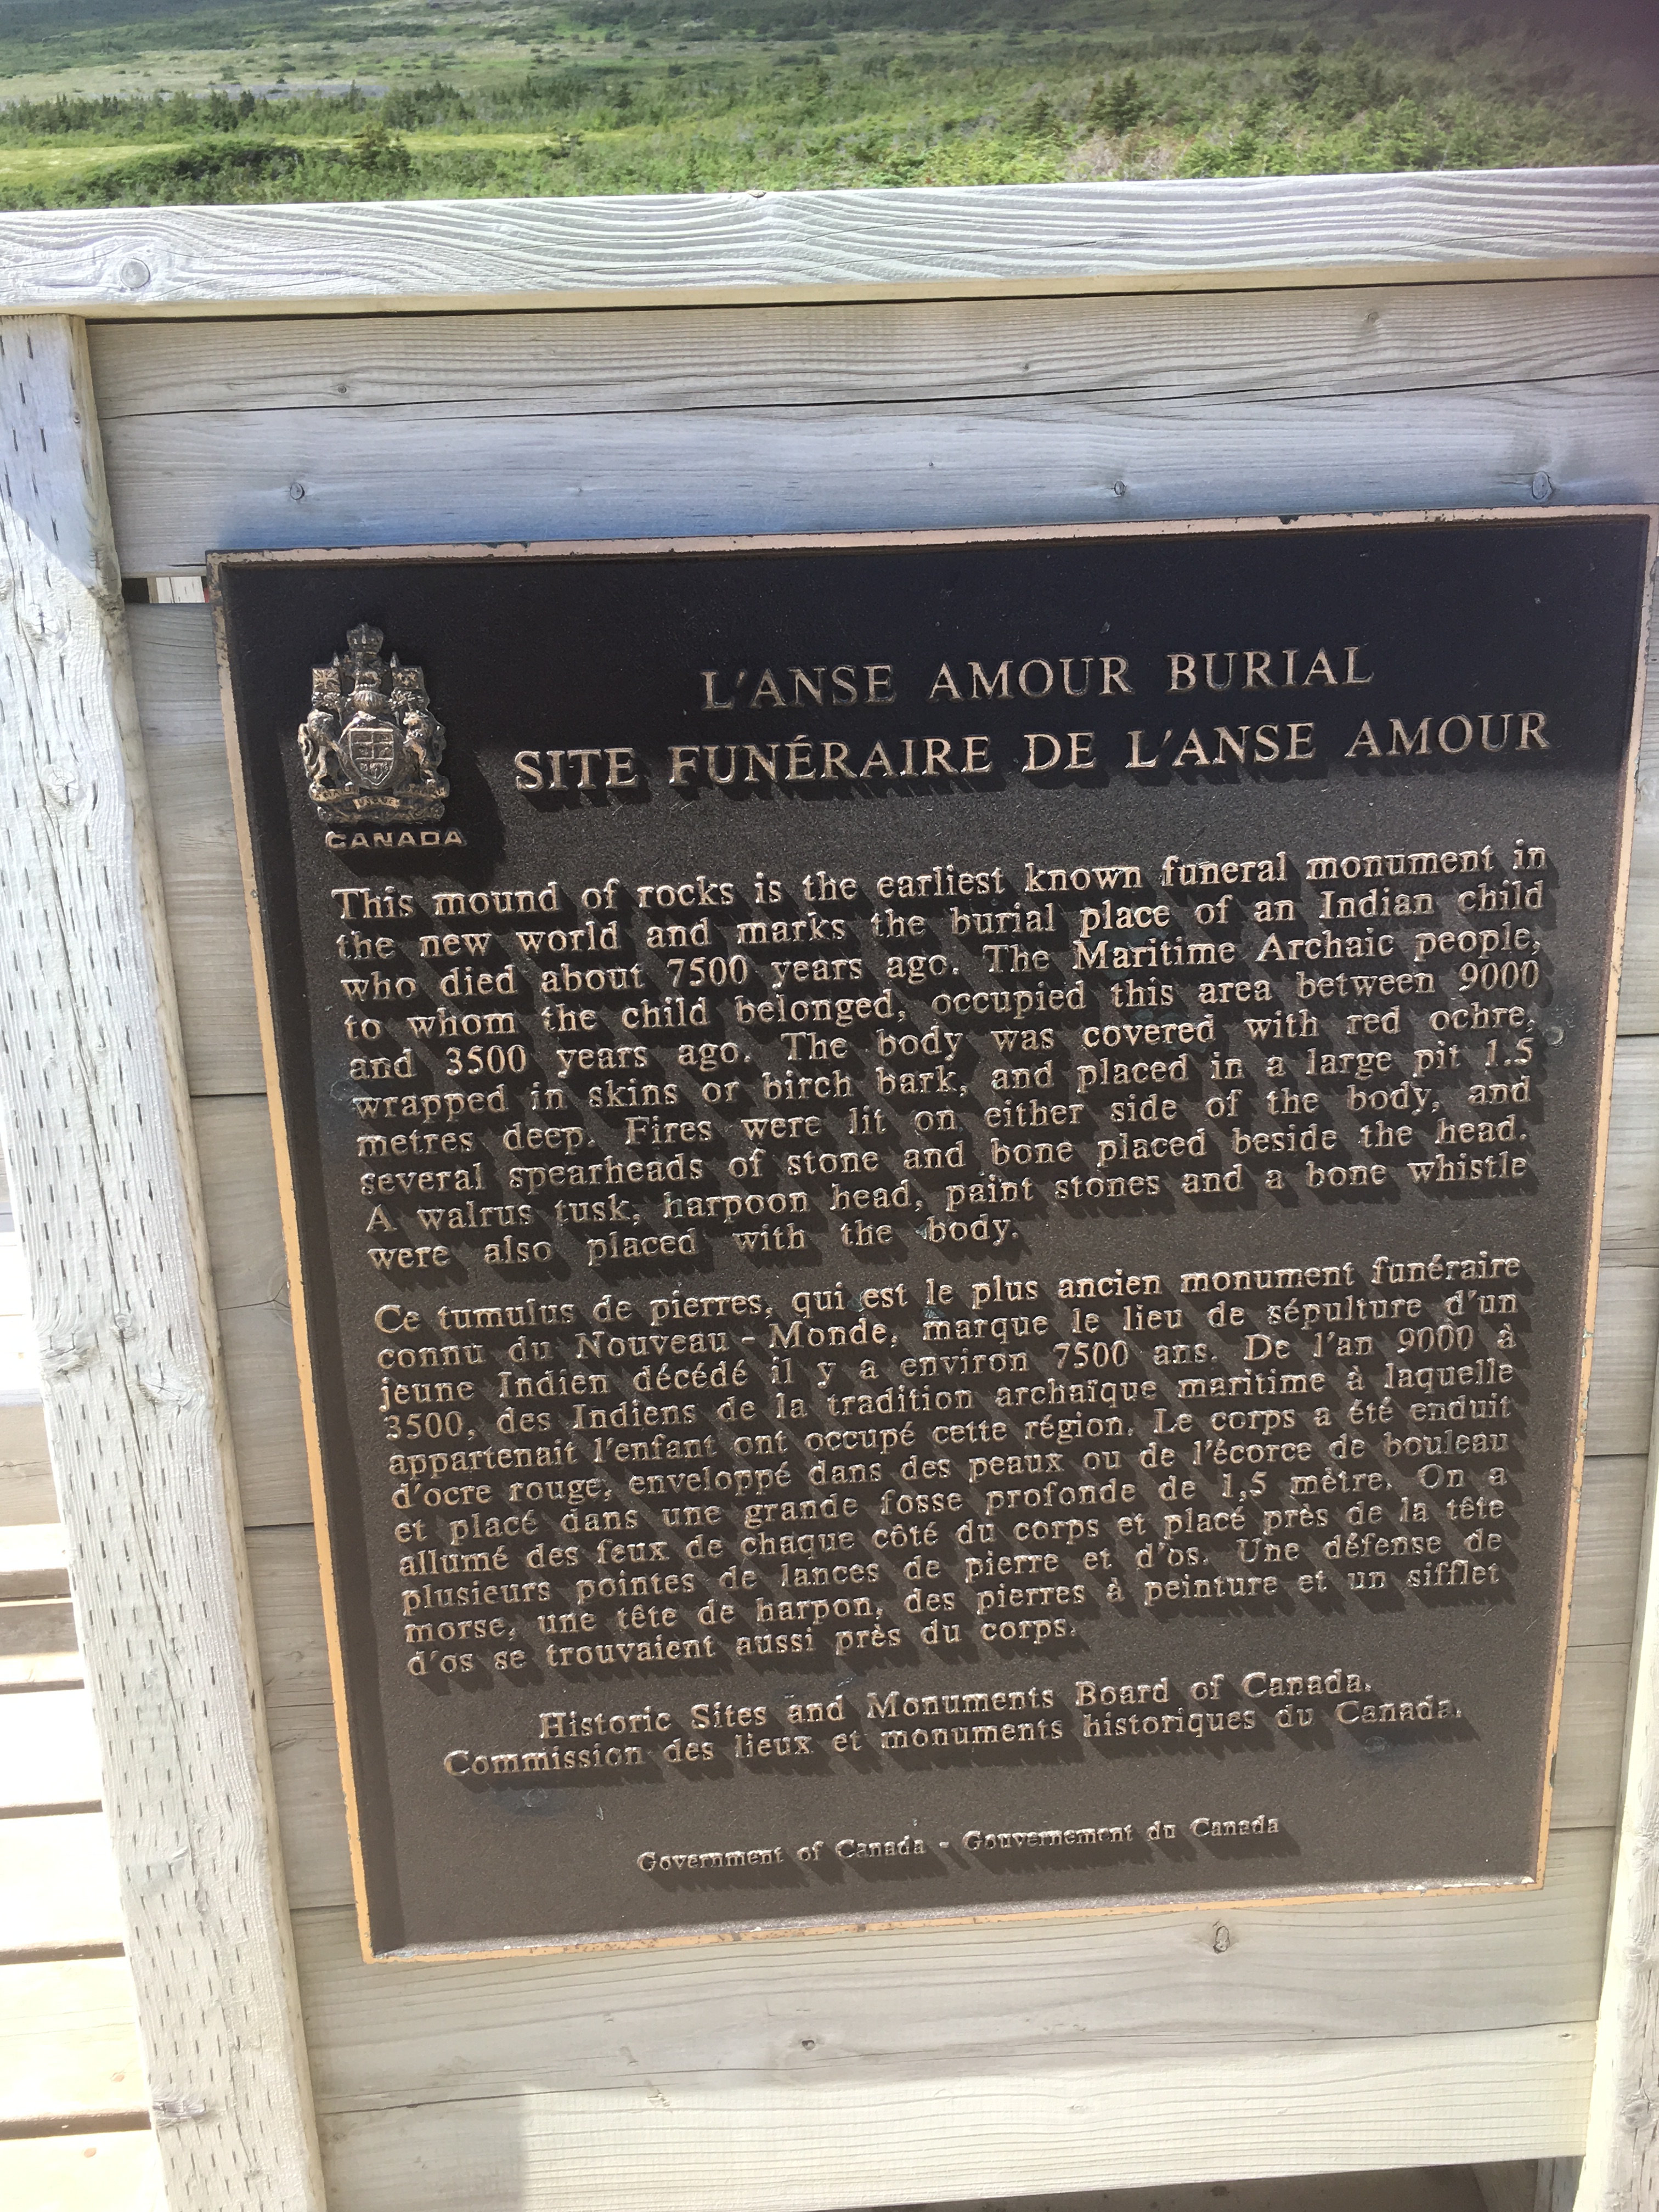 L'ANSE AMOUR BURIAL
SITE FUNÉRAIRE DE L'ANSE AMOUR
CANADA
This mound of rocks is the earliest known funeral monument in
the new world and marks the burial place of an Indian child
who died about 7500 years ago. The Maritime Archaic people,
to whom the child belonged, occupied this area between 9000
and 3500 years ago. The body was covered with red ochre,
wrapped in skins or birch bark, and placed in a large pit 1.5
metres deep. Fires were lit on either side of the body, and
several spearheads of stone and bone placed beside the head.
A walrus tusk, harpoon head, paint stones and a bone whistle
were also placed with the body.
Ce tumulus de pierres, qui est le plus ancien monument funéraire
connu du Nouveau-Monde, marque le lieu de sépulture d'un
jeune Indien décédé il y a environ 7500 ans. De l'an 9000 à
3500, des Indiens de la tradition archaïque maritime à laquelle
appartenait l'enfant ont occupé cette région. Le corps a été enduit
d'ocre rouge, enveloppé dans des peaux ou de l'écorce de bouleau
et placé dans une grande fosse profonde de 1,5 mètre. On a
allumé des feux de chaque côté du corps et placé près de la tête
plusieurs pointes de lances de pierre et d'os. Une défense de
morse, une tête de harpon, des pierres à peinture et un sifflet
d'os se trouvaient aussi près du corps.
Historic Sites and Monuments Board of Canada.
Commission des lieux et monuments historiques du Canada.
Government of Canada - Gouvernement du Canada